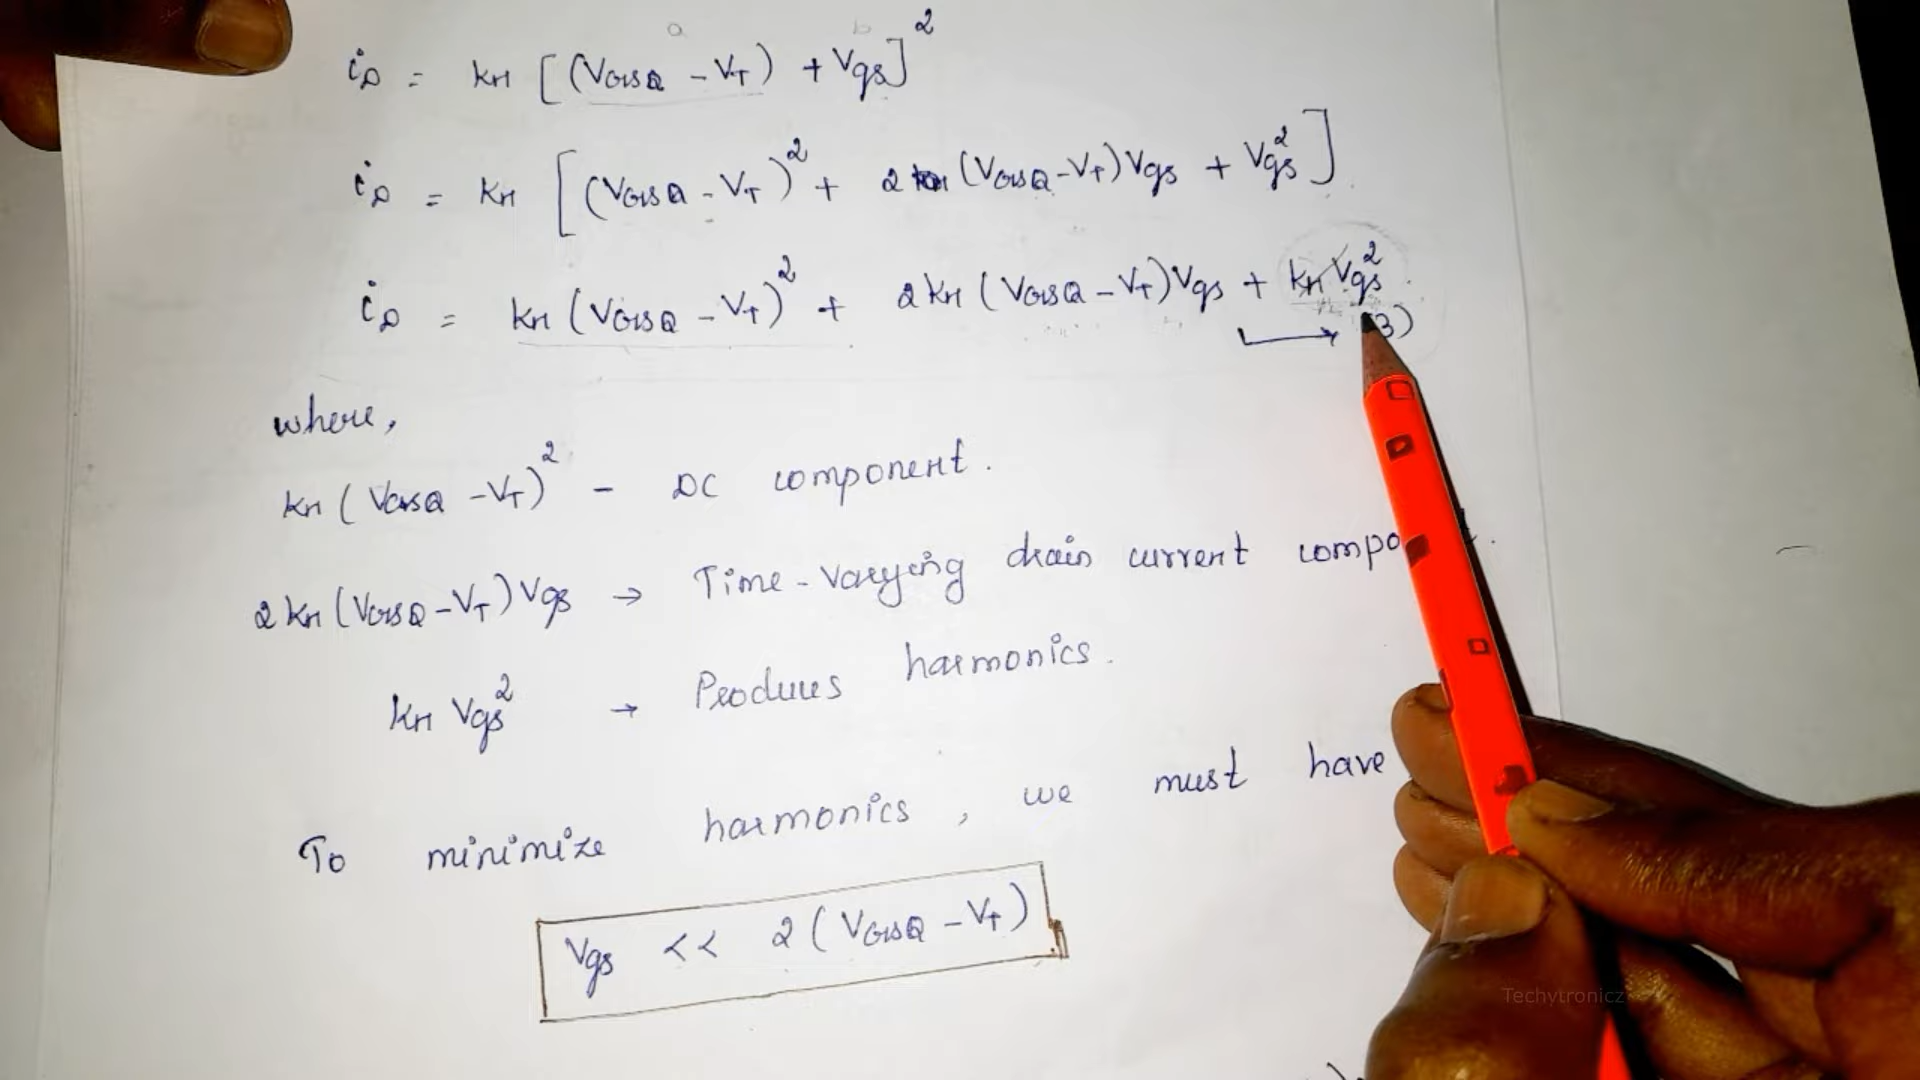 a b
iD = Kn [(VGSQ - VT) + Vgs]²
iD = Kn [(VGSQ - VT)² + 2 (VGSQ - VT) Vgs + Vgs²]
iD = Kn (VGSQ - VT)² + 2Kn (VGSQ - VT) Vgs + Kn Vgs²
3)
where,
Kn (VGSQ - VT)² - DC component.
2Kn (VGSQ - VT) Vgs → Time-Varying drain current compo
Kn Vgs² → Produces harmonics.
To minimize harmonics, we must have
Vgs << 2 (VGSQ - VT)
Techytronicz